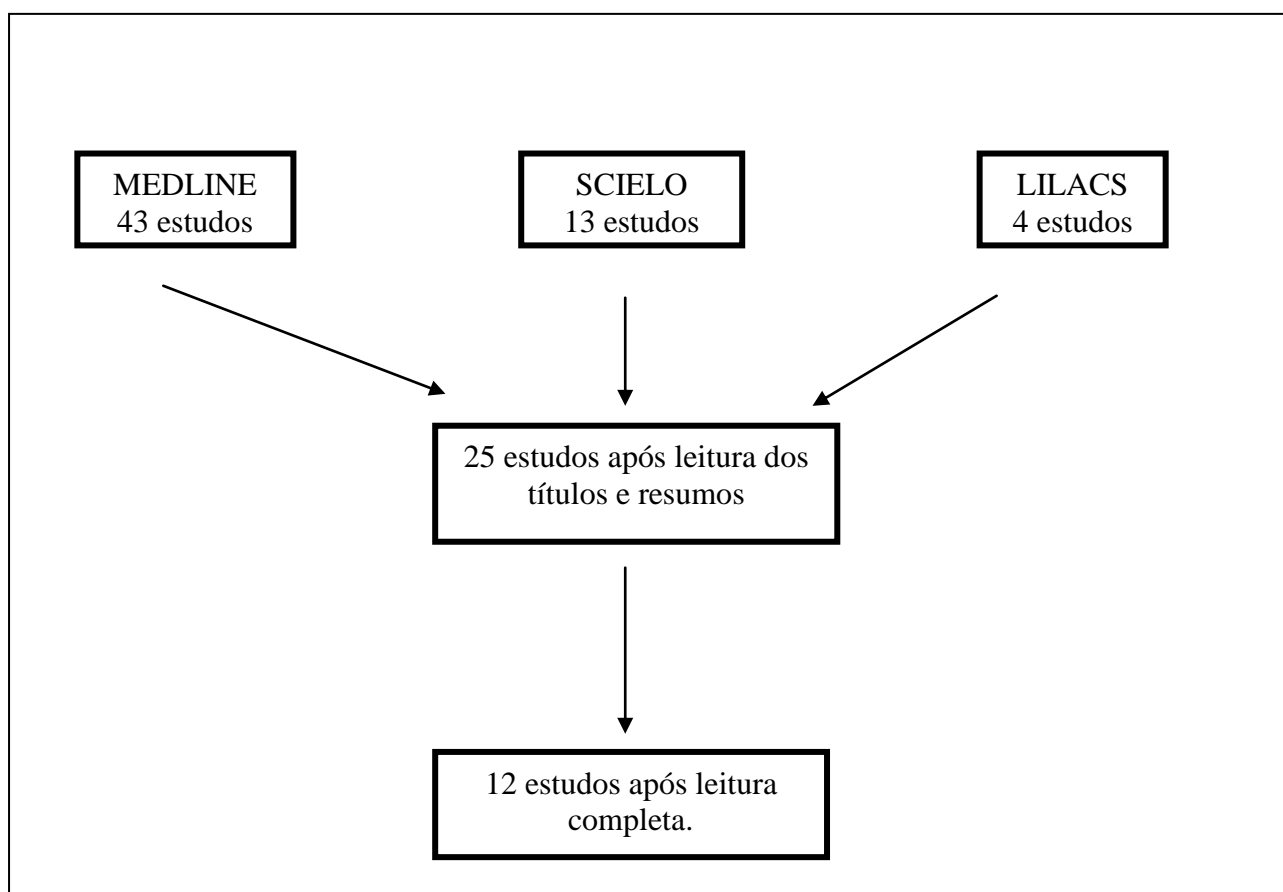 MEDLINE
43 estudos
SCIELO
13 estudos
LILACS
4 estudos
25 estudos após leitura dos
títulos e resumos
12 estudos após leitura
completa.